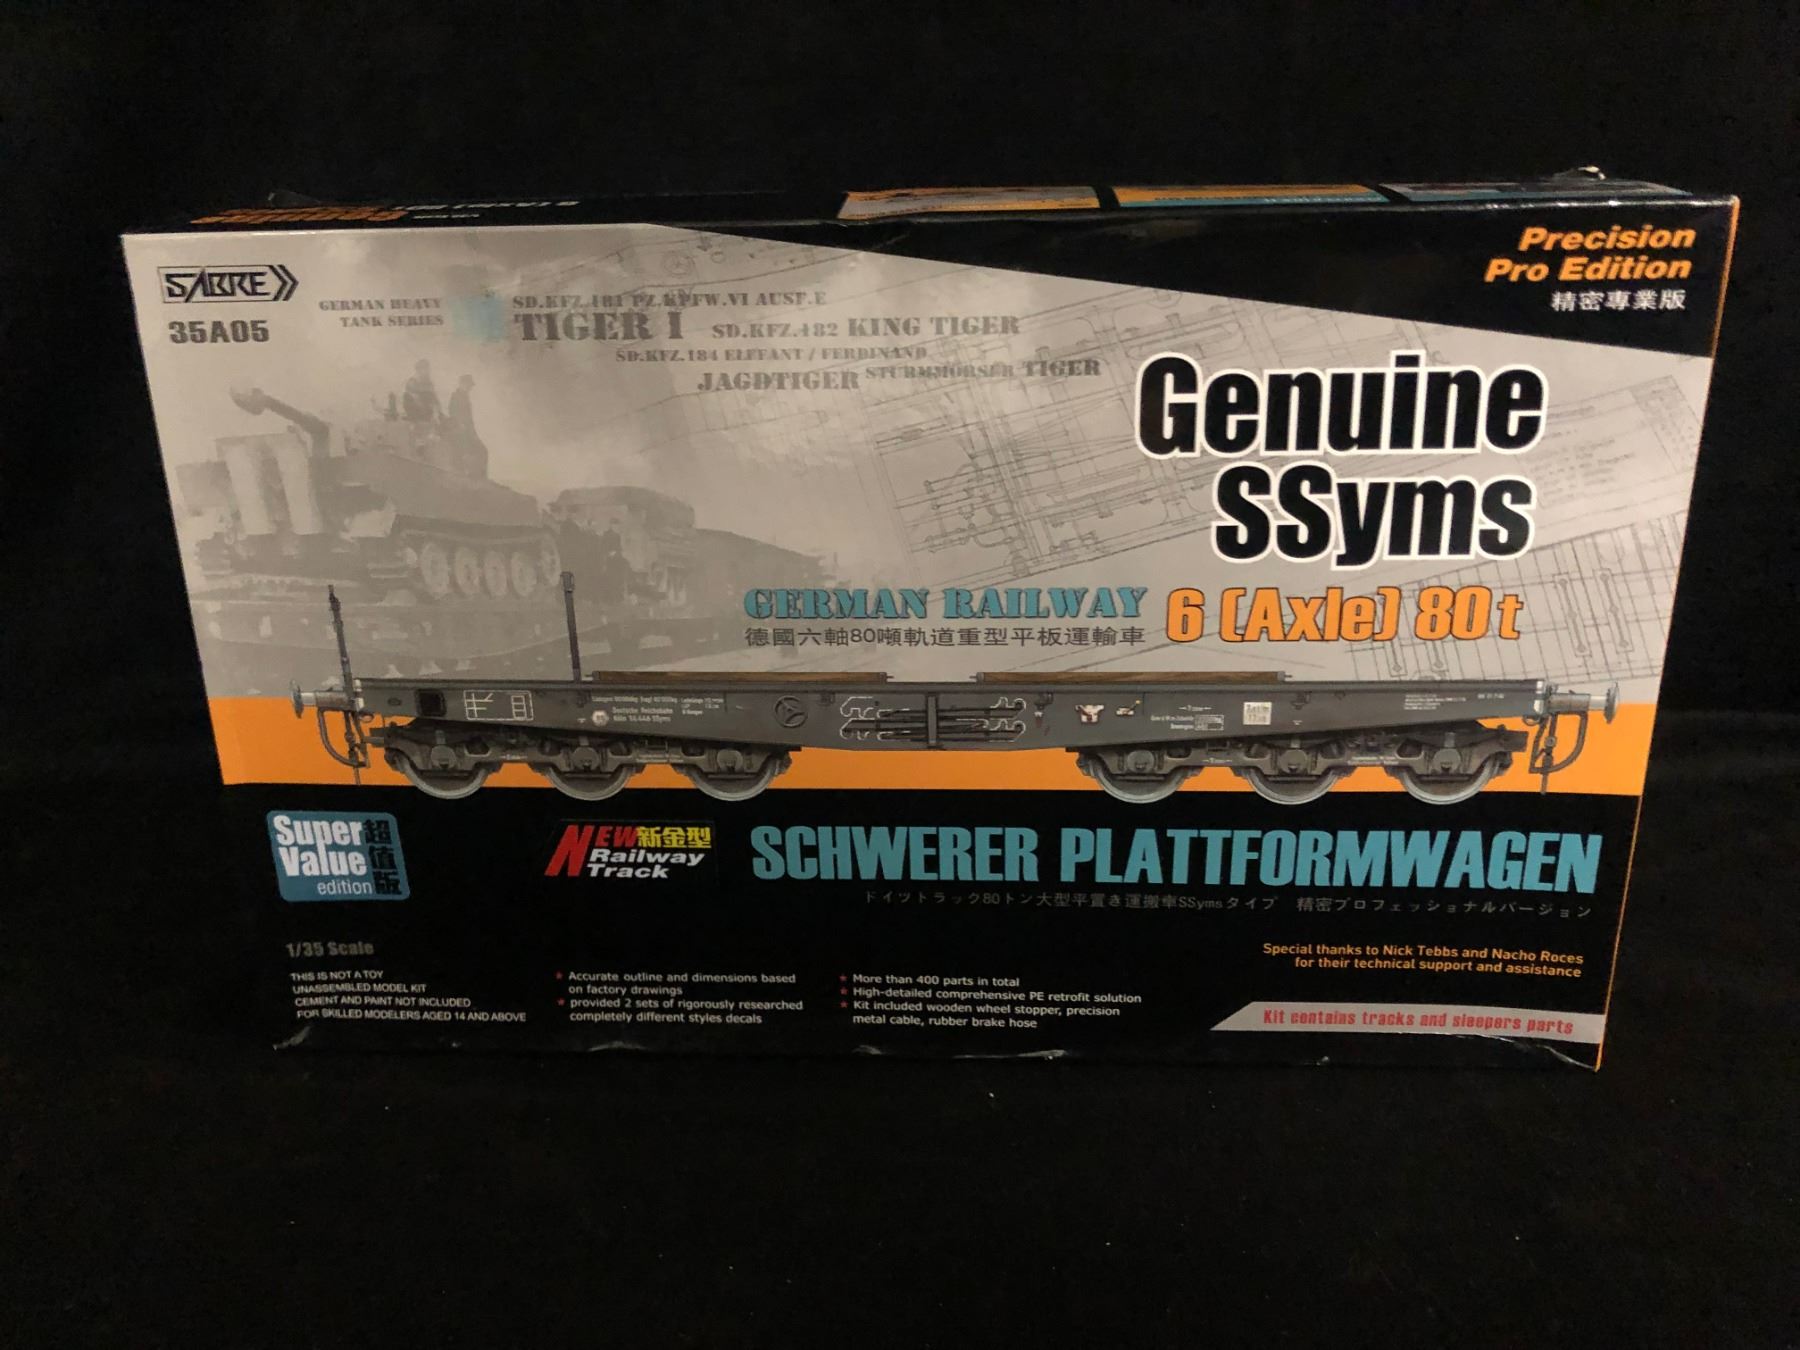 Precision
Pro Edition
精密專業版
SABRE
35A05
GERMAN HEAVY
TANK SERIES
SD.KFZ.181 PZ.KPFW.VI AUSF.E
TIGER I SD.KFZ.182 KING TIGER
SD.KFZ.184 ELEFANT / FERDINAND
JAGDTIGER STURMMÖRSER TIGER
Genuine
SSyms
GERMAN RAILWAY 6 (Axle) 80t
德國六軸80噸軌道重型平板運輸車
Deutsche Reichsbahn
Super
Value
edition
超值版
NEW新金型
Railway
Track
SCHWERER PLATTFORMWAGEN
ドイツトラック80トン大型平置き運搬車SSymsタイプ 精密プロフェッショナルバージョン
1/35 Scale
THIS IS NOT A TOY
UNASSEMBLED MODEL KIT
CEMENT AND PAINT NOT INCLUDED
FOR SKILLED MODELERS AGED 14 AND ABOVE
★ Accurate outline and dimensions based
on factory drawings
★ provided 2 sets of rigorously researched
completely different styles decals
★ More than 400 parts in total
★ High-detailed comprehensive PE retrofit solution
★ Kit included wooden wheel stopper, precision
metal cable, rubber brake hose
Special thanks to Nick Tebbs and Nacho Roces
for their technical support and assistance
Kit contains tracks and sleepers parts